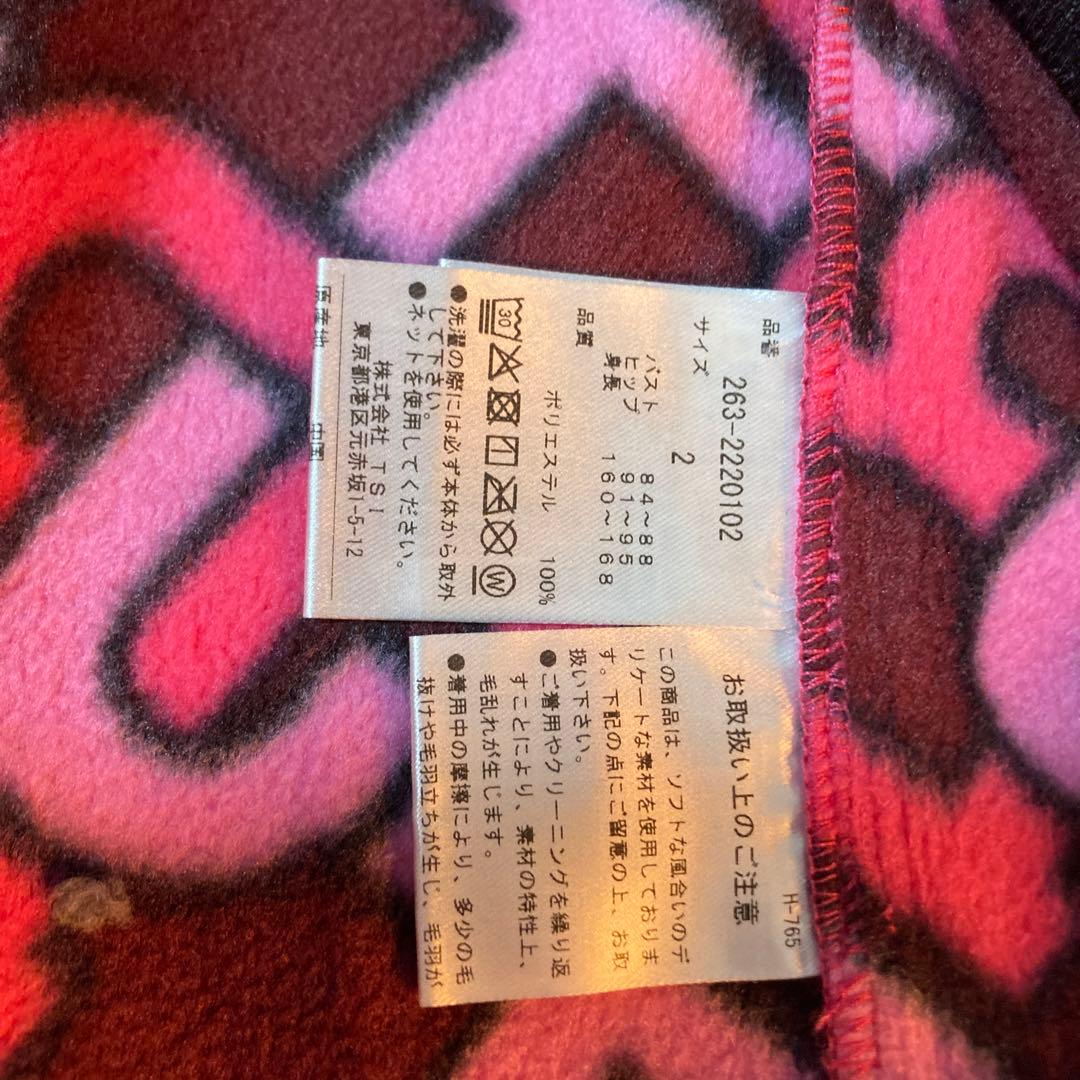 品番
263-2220102
サイズ
2
バスト 84~88
ヒップ 91~95
身長 160~168
品質
ポリエステル 100%
30
W
●洗濯の際には必ず本体から取外
して下さい。
●ネットを使用してください。
株式会社 TSI
東京都港区元赤坂1-5-12
原産地 中国
H-765
お取扱い上のご注意
この商品は、ソフトな風合いのデ
リケートな素材を使用しておりま
す。下記の点にご留意の上、お取
扱い下さい。
●ご着用やクリーニングを繰り返
すことにより、素材の特性上、
毛乱れが生じます。
●着用中の摩擦により、多少の毛
抜けや毛羽立ちが生じ、毛羽が